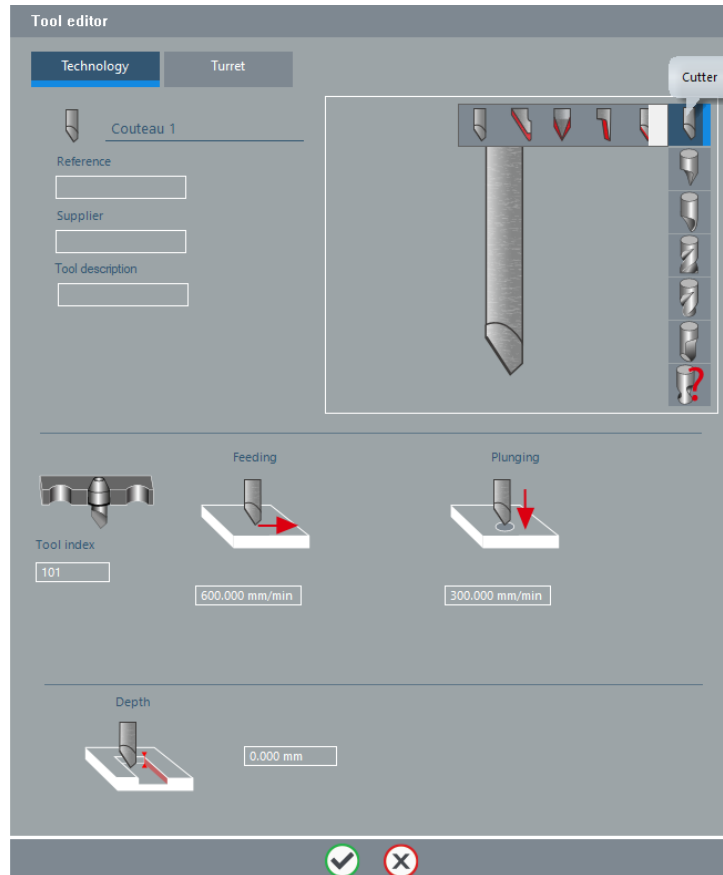 Tool editor
Technology
Turret
Cutter
Couteau 1
Reference
Supplier
Tool description
?
Feeding
Plunging
Tool index
101
600.000 mm/min
300.000 mm/min
Depth
0.000 mm